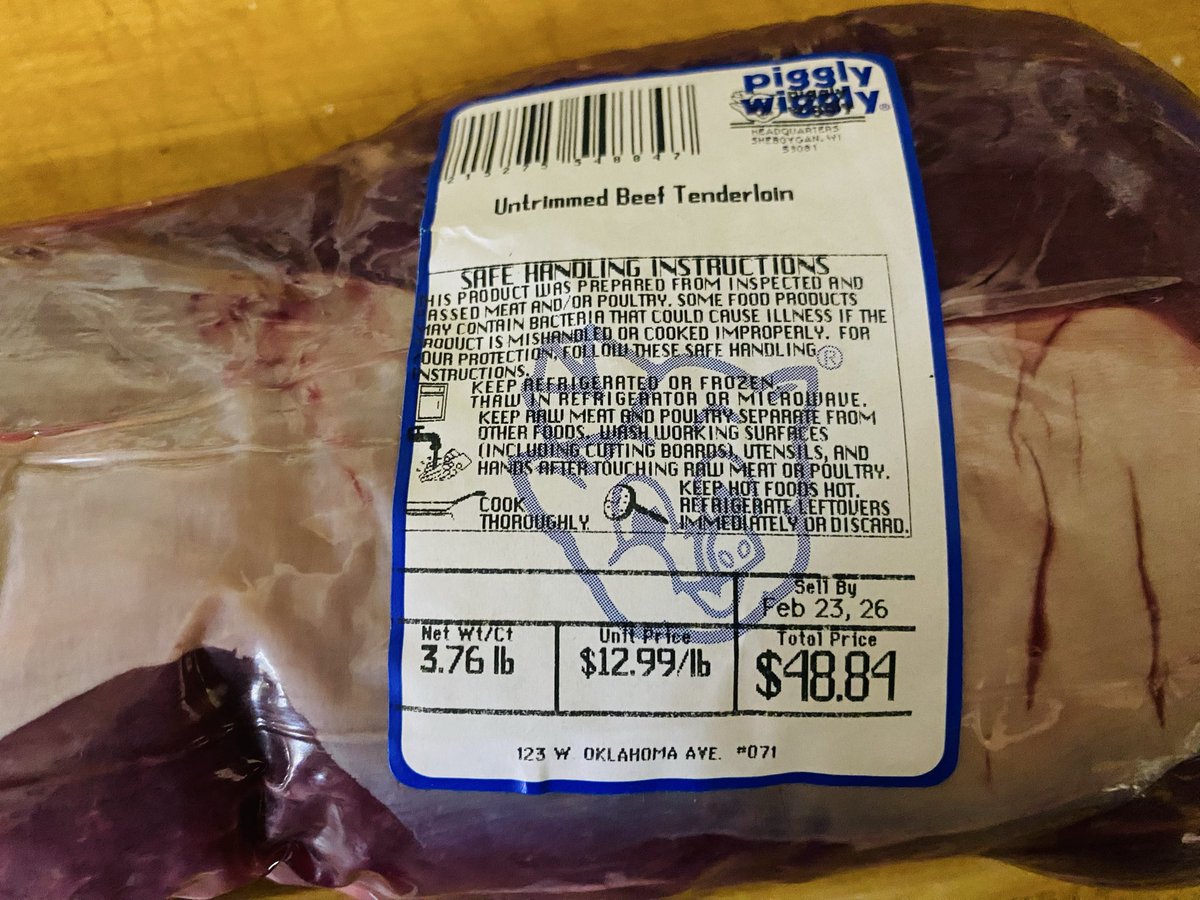 piggly
wiggly®
HEADQUARTERS
SHEBOYGAN, WI
53081
Untrimmed Beef Tenderloin
SAFE HANDLING INSTRUCTIONS
HIS PRODUCT WAS PREPARED FROM INSPECTED AND
ASSED MEAT AND/OR POULTRY. SOME FOOD PRODUCTS
MAY CONTAIN BACTERIA THAT COULD CAUSE ILLNESS IF THE
RODUCT IS MISHANDLED OR COOKED IMPROPERLY. FOR
OUR PROTECTION, FOLLOW THESE SAFE HANDLING
INSTRUCTIONS.
®
KEEP REFRIGERATED OR FROZEN.
THAW IN REFRIGERATOR OR MICROWAVE.
KEEP RAW MEAT AND POULTRY SEPARATE FROM
OTHER FOODS. WASH WORKING SURFACES
(INCLUDING CUTTING BOARDS), UTENSILS, AND
HANDS AFTER TOUCHING RAW MEAT OR POULTRY.
COOK
THOROUGHLY
KEEP HOT FOODS HOT.
REFRIGERATE LEFTOVERS
IMMEDIATELY OR DISCARD.
Sell By
Feb 23, 26
Net Wt/Ct
3.76 lb
Unit Price
$12.99/lb
Total Price
$48.84
123 W. OKLAHOMA AVE. #071